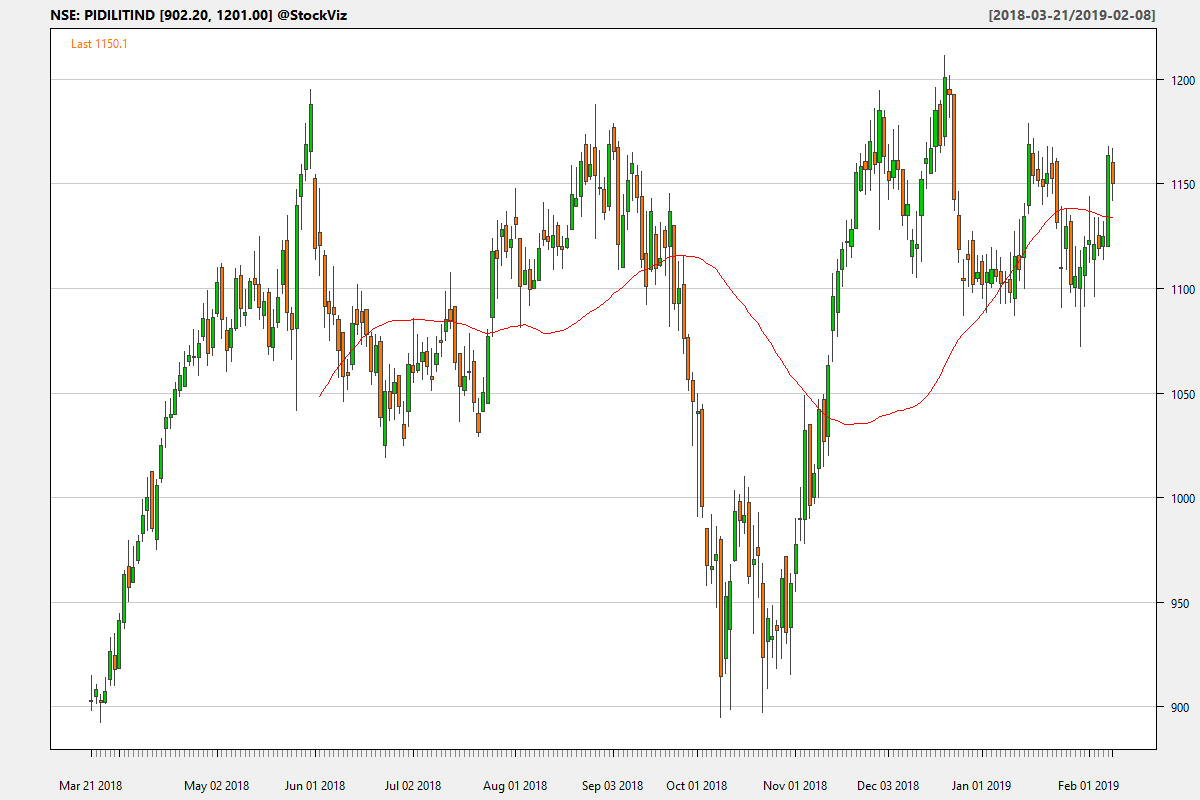 NSE: PIDILITIND [902.20, 1201.00] @StockViz
[2018-03-21/2019-02-08]
Last 1150.1
1200
1150
1100
1050
1000
950
900
Mar 21 2018
May 02 2018
Jun 01 2018
Jul 02 2018
Aug 01 2018
Sep 03 2018
Oct 01 2018
Nov 01 2018
Dec 03 2018
Jan 01 2019
Feb 01 2019